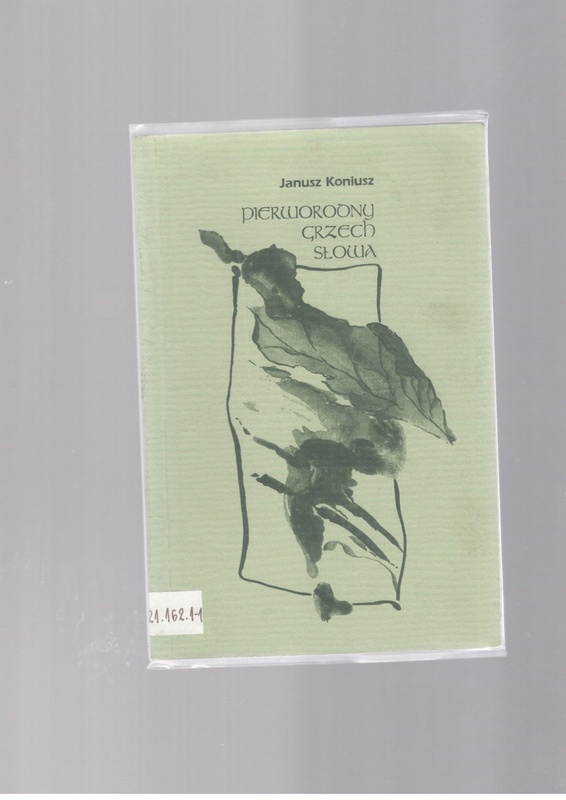 Janusz Koniusz
PIERWORODNY
GRZECH
SŁOWA
21.162.1-1